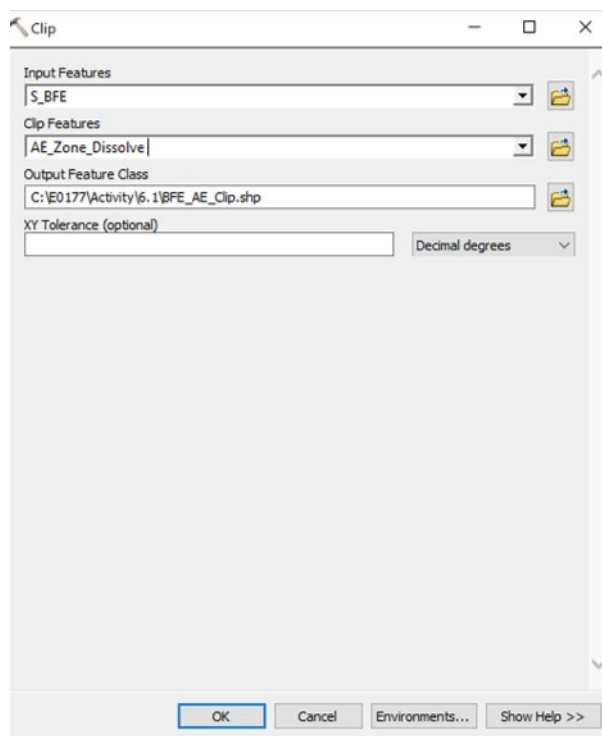 Clip
Input Features
S_BFE
Clip Features
AE_Zone_Dissolve
Output Feature Class
C:\E0177\Activity\6.1\BFE_AE_Clip.shp
XY Tolerance (optional)
Decimal degrees
OK Cancel Environments... Show Help >>